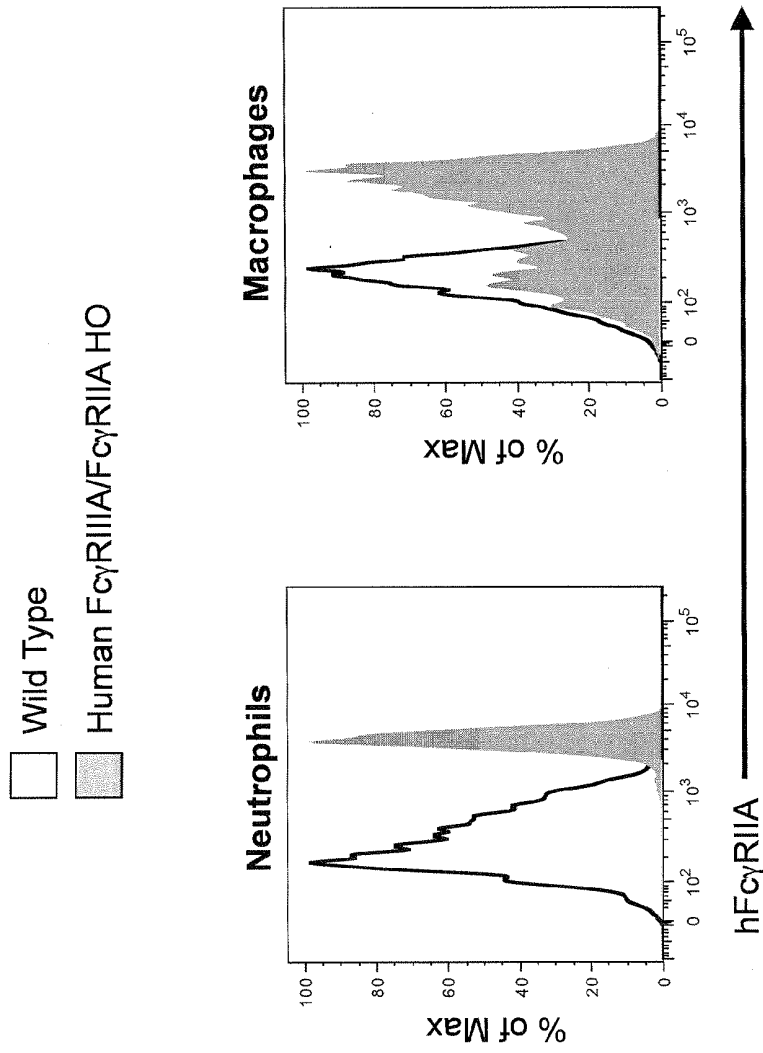 Wild Type
Human FcγRIIIA/FcγRIIA HO
Neutrophils
% of Max
100
80
60
40
20
0
0 10² 10³ 10⁴ 10⁵
Macrophages
% of Max
100
80
60
40
20
0
0 10² 10³ 10⁴ 10⁵
hFcγRIIA